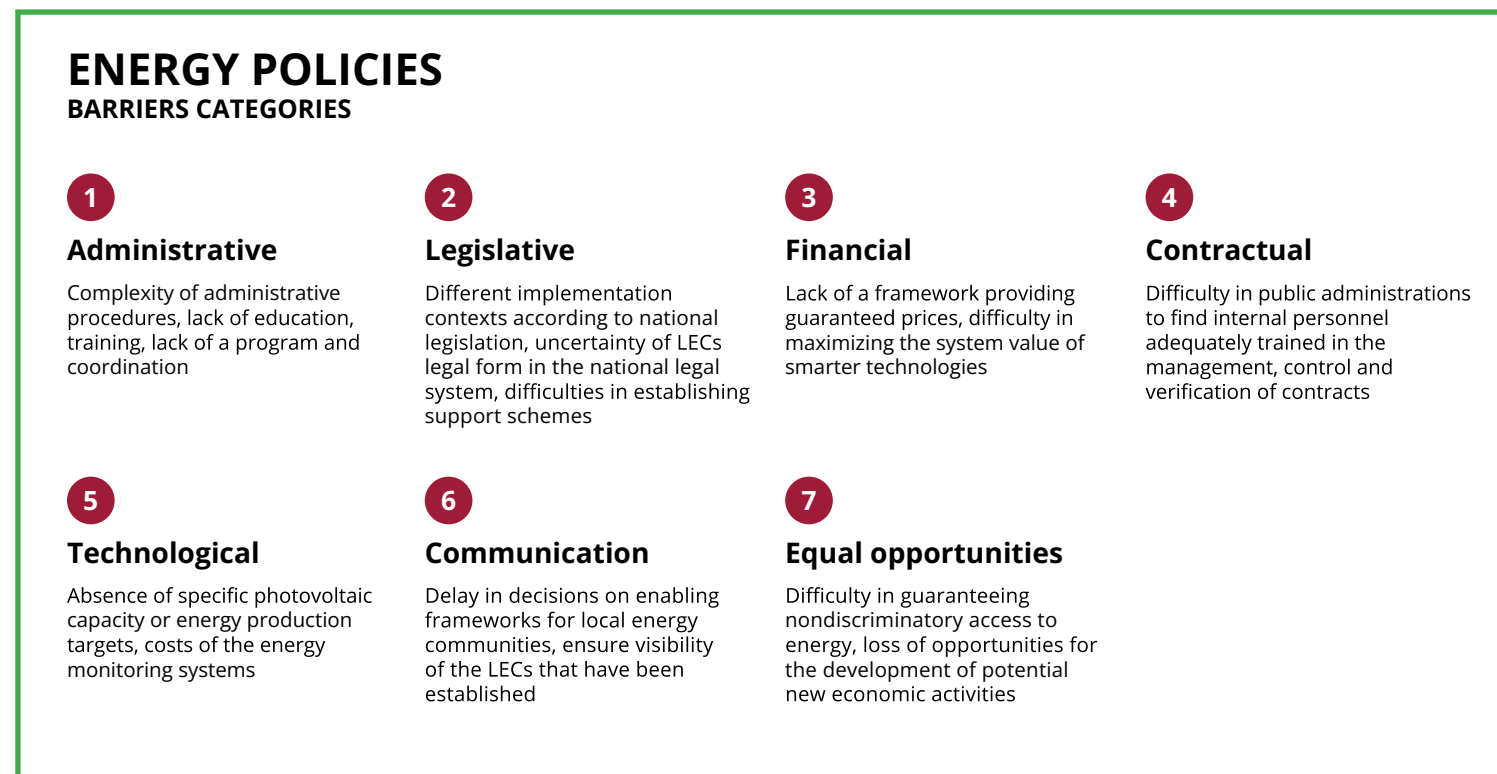 ENERGY POLICIES
BARRIERS CATEGORIES
1
Administrative
Complexity of administrative
procedures, lack of education,
training, lack of a program and
coordination
2
Legislative
Different implementation
contexts according to national
legislation, uncertainty of LECs
legal form in the national legal
system, difficulties in establishing
support schemes
3
Financial
Lack of a framework providing
guaranteed prices, difficulty in
maximizing the system value of
smarter technologies
4
Contractual
Difficulty in public administrations
to find internal personnel
adequately trained in the
management, control and
verification of contracts
5
Technological
Absence of specific photovoltaic
capacity or energy production
targets, costs of the energy
monitoring systems
6
Communication
Delay in decisions on enabling
frameworks for local energy
communities, ensure visibility
of the LECs that have been
established
7
Equal opportunities
Difficulty in guaranteeing
nondiscriminatory access to
energy, loss of opportunities for
the development of potential
new economic activities